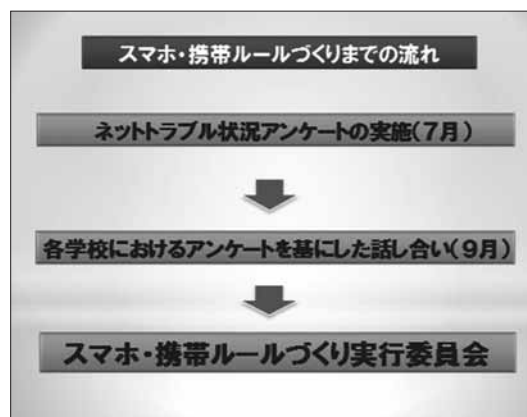 スマホ・携帯ルールづくりまでの流れ
ネットトラブル状況アンケートの実施(7月)
各学校におけるアンケートを基にした話し合い(9月)
スマホ・携帯ルールづくり実行委員会